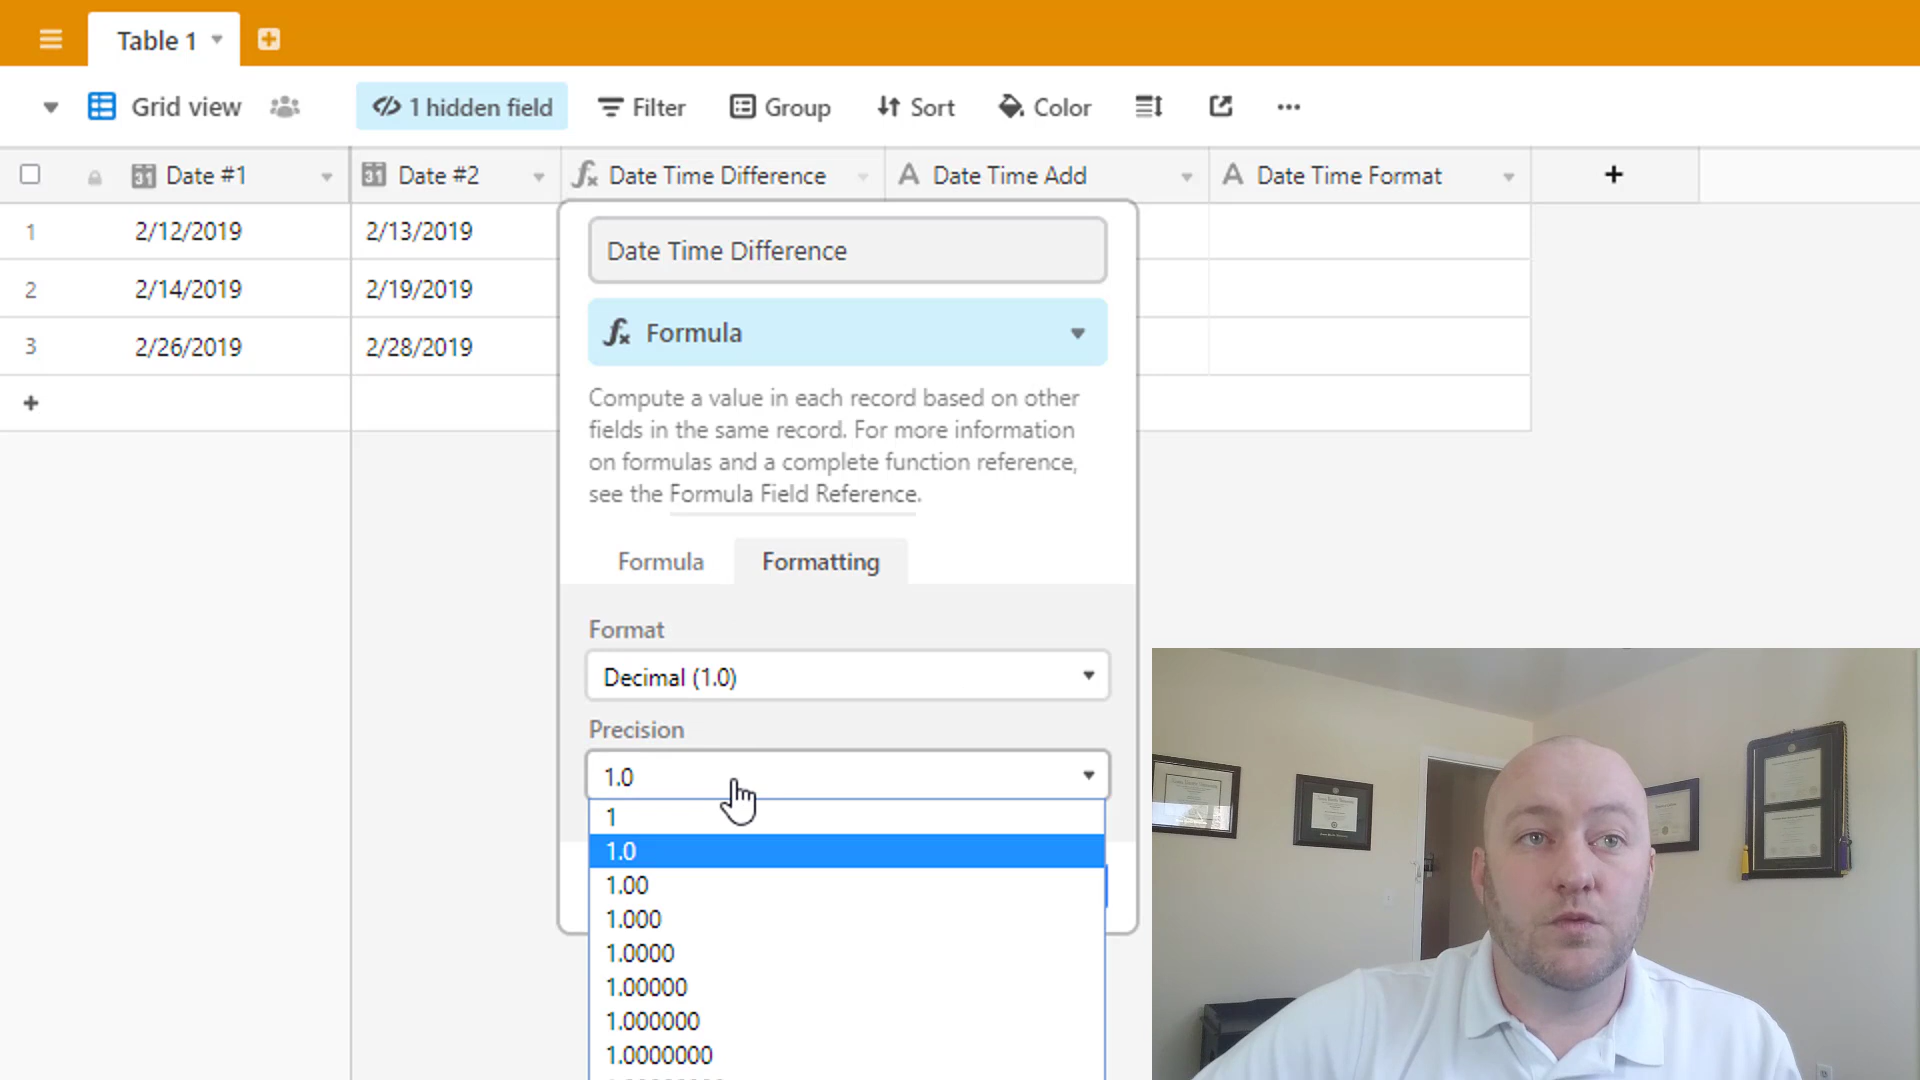 Table 1
Grid view
1 hidden field
Filter
Group
Sort
Color
Date #1
Date #2
Date Time Difference
Date Time Add
Date Time Format
1
2/12/2019
2/13/2019
2
2/14/2019
2/19/2019
3
2/26/2019
2/28/2019
Date Time Difference
Formula
Compute a value in each record based on other
fields in the same record. For more information
on formulas and a complete function reference,
see the Formula Field Reference.
Formula
Formatting
Format
Decimal (1.0)
Precision
1.0
1
1.0
1.00
1.000
1.0000
1.00000
1.000000
1.0000000